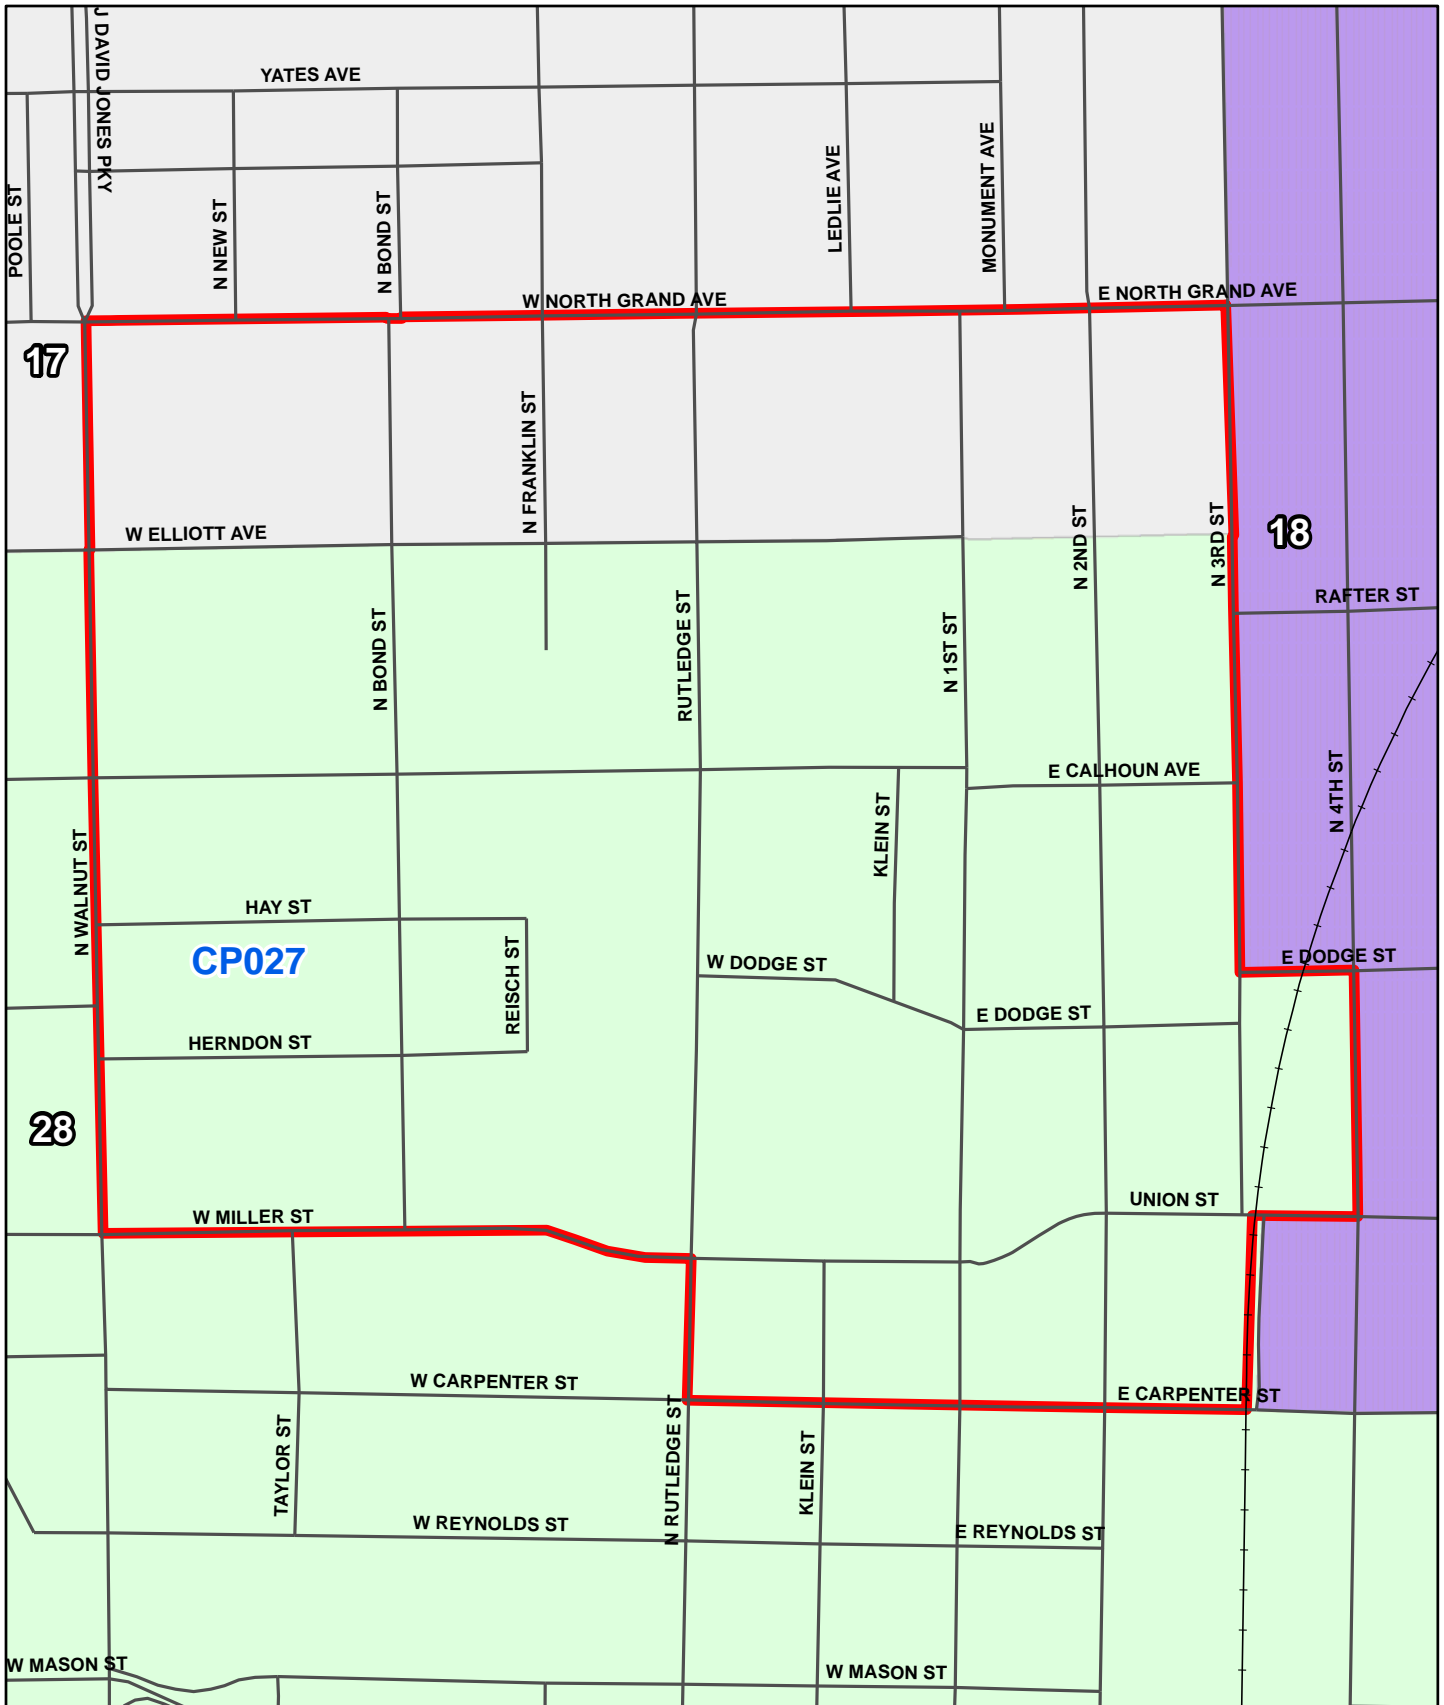 J DAVID JONES PKY
YATES AVE
POOLE ST
N NEW ST
N BOND ST
LEDLIE AVE
MONUMENT AVE
W NORTH GRAND AVE
E NORTH GRAND AVE
17
N FRANKLIN ST
W ELLIOTT AVE
N 2ND ST
N 3RD ST
18
RAFTER ST
N BOND ST
RUTLEDGE ST
N 1ST ST
E CALHOUN AVE
N 4TH ST
KLEIN ST
N WALNUT ST
HAY ST
CP027
REISCH ST
W DODGE ST
E DODGE ST
E DODGE ST
HERNDON ST
28
W MILLER ST
UNION ST
W CARPENTER ST
E CARPENTER ST
TAYLOR ST
N RUTLEDGE ST
KLEIN ST
W REYNOLDS ST
E REYNOLDS ST
W MASON ST
W MASON ST